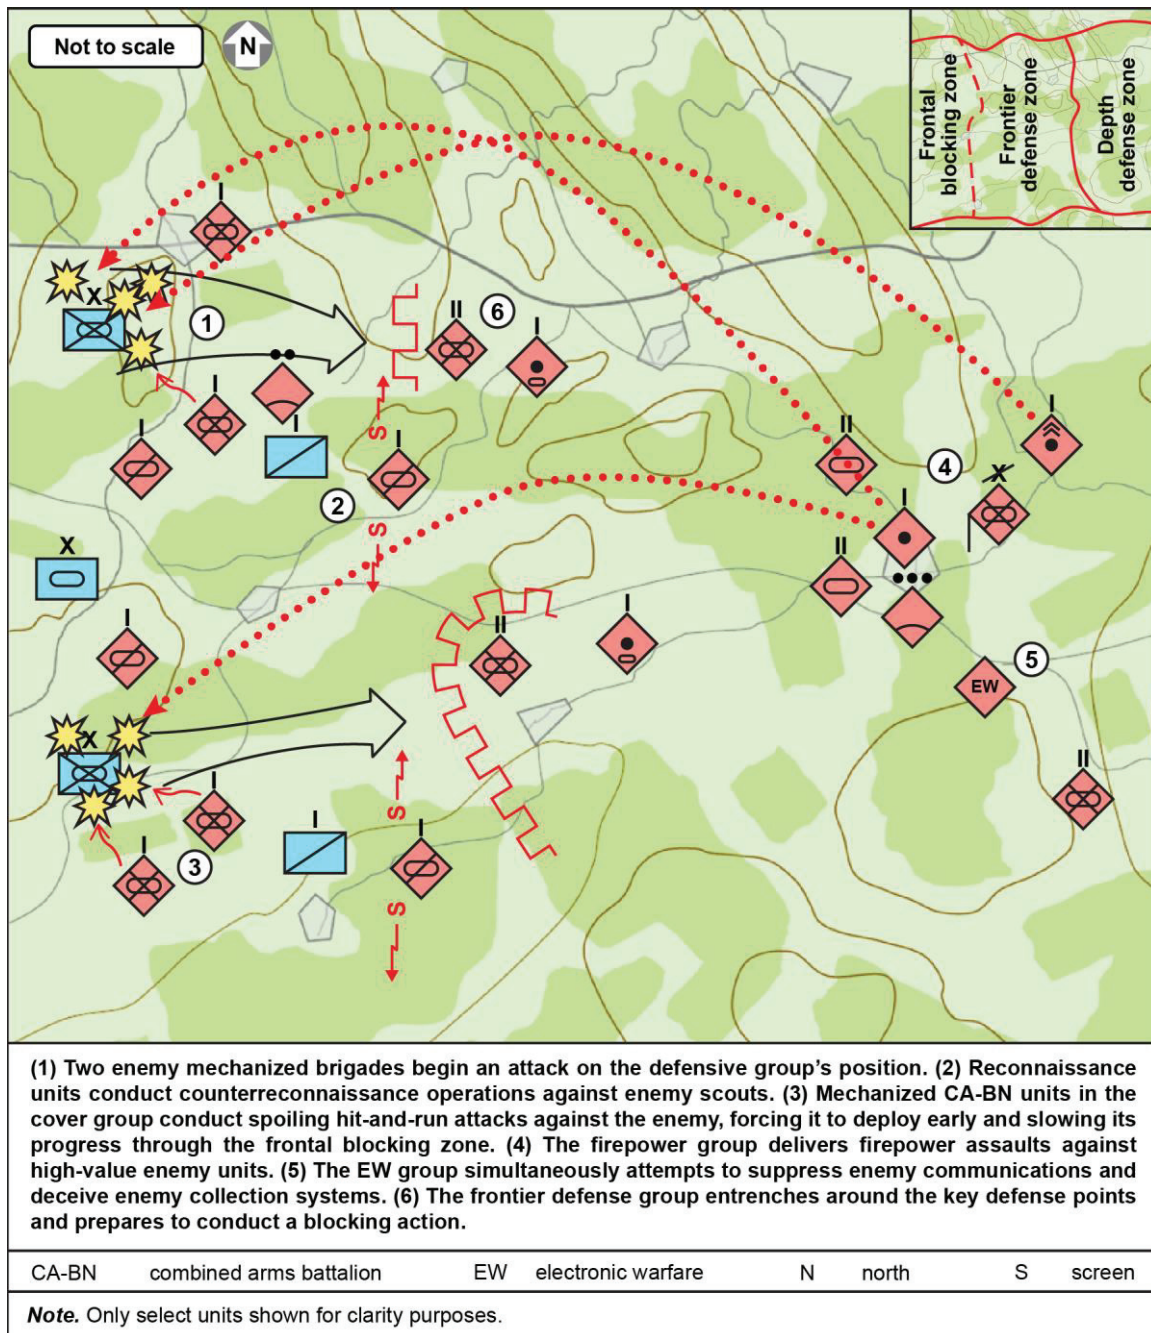 Not to scale
N
Frontal
blocking zone
Frontier
defense zone
Depth
defense zone
I
X
1
II
6
I
I
I
I
S
I
2
II
4
I
X
I
X
S
II
I
II
I
I
5
EW
X
I
S
II
I
I
3
I
S
(1) Two enemy mechanized brigades begin an attack on the defensive group's position. (2) Reconnaissance
units conduct counterreconnaissance operations against enemy scouts. (3) Mechanized CA-BN units in the
cover group conduct spoiling hit-and-run attacks against the enemy, forcing it to deploy early and slowing its
progress through the frontal blocking zone. (4) The firepower group delivers firepower assaults against
high-value enemy units. (5) The EW group simultaneously attempts to suppress enemy communications and
deceive enemy collection systems. (6) The frontier defense group entrenches around the key defense points
and prepares to conduct a blocking action.
CA-BN combined arms battalion EW electronic warfare N north S screen
Note. Only select units shown for clarity purposes.